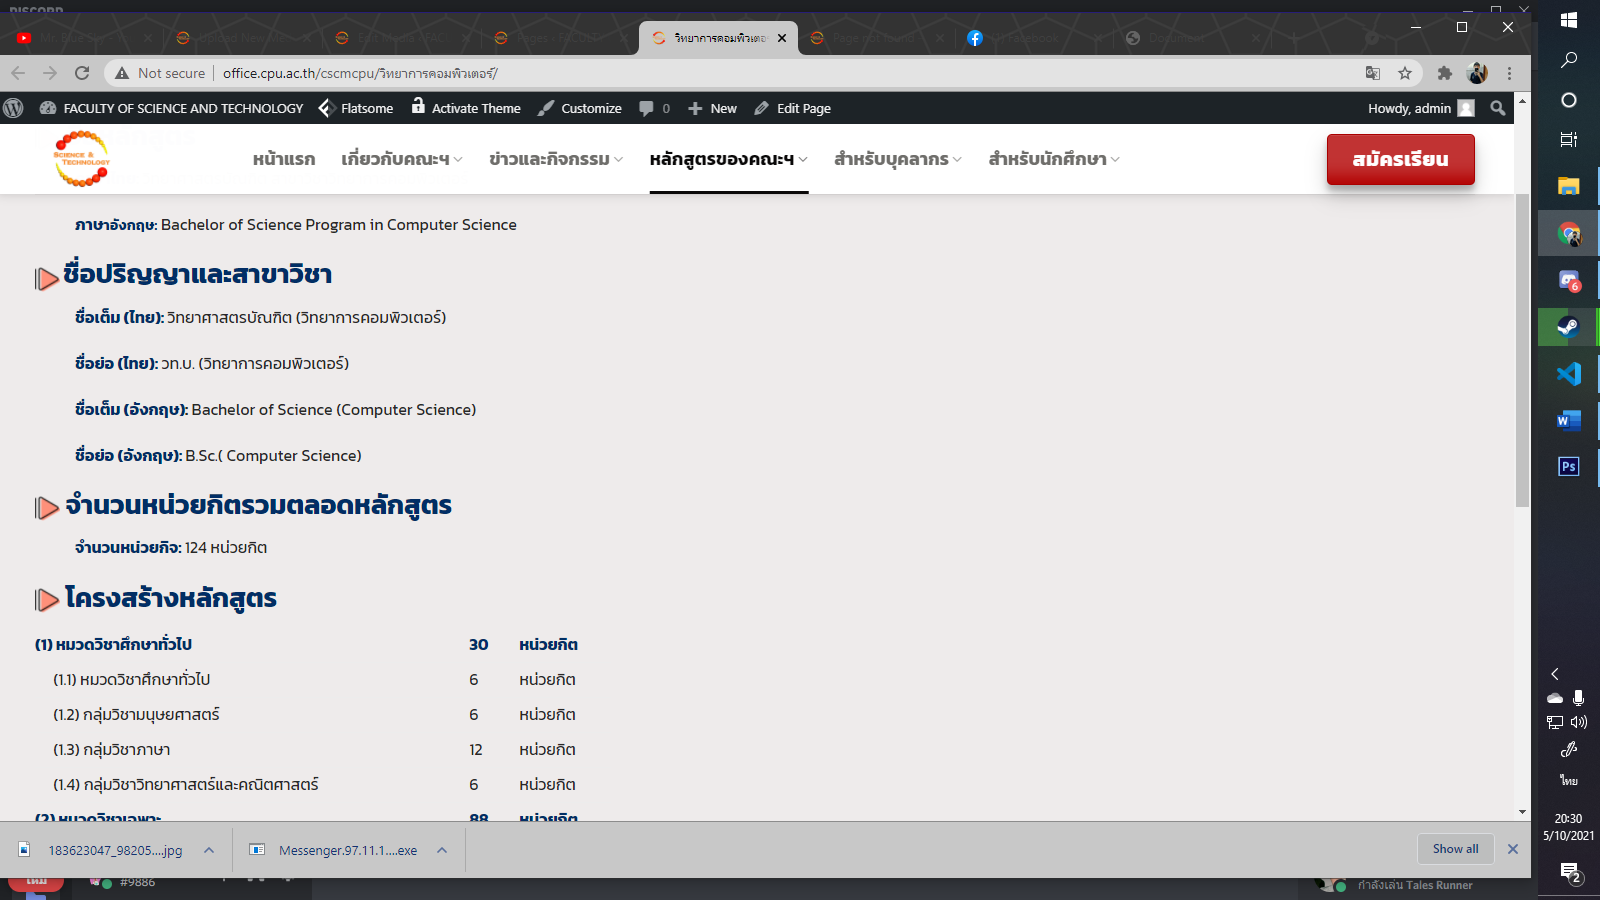 DISCORD
วิทยาการคอมพิวเตอ
Not secure
office.cpu.ac.th/cscmcpu/วิทยาการคอมพิวเตอร์/
FACULTY OF SCIENCE AND TECHNOLOGY
Flatsome
Activate Theme
Customize
0
New
Edit Page
Howdy, admin
SCIENCE & TECHNOLOGY
หน้าแรก
เกี่ยวกับคณะฯ
ข่าวและกิจกรรม
หลักสูตรของคณะฯ
สำหรับบุคลากร
สำหรับนักศึกษา
สมัครเรียน
ภาษาอังกฤษ: Bachelor of Science Program in Computer Science
ชื่อปริญญาและสาขาวิชา
ชื่อเต็ม (ไทย): วิทยาศาสตรบัณฑิต (วิทยาการคอมพิวเตอร์)
ชื่อย่อ (ไทย): วท.บ. (วิทยาการคอมพิวเตอร์)
ชื่อเต็ม (อังกฤษ): Bachelor of Science (Computer Science)
ชื่อย่อ (อังกฤษ): B.Sc.( Computer Science)
จำนวนหน่วยกิตรวมตลอดหลักสูตร
จำนวนหน่วยกิจ: 124 หน่วยกิต
โครงสร้างหลักสูตร
(1) หมวดวิชาศึกษาทั่วไป 30 หน่วยกิต
(1.1) หมวดวิชาศึกษาทั่วไป 6 หน่วยกิต
(1.2) กลุ่มวิชามนุษยศาสตร์ 6 หน่วยกิต
(1.3) กลุ่มวิชาภาษา 12 หน่วยกิต
(1.4) กลุ่มวิชาวิทยาศาสตร์และคณิตศาสตร์ 6 หน่วยกิต
(2) หมวดวิชาเฉพาะ 88 หน่วยกิต
183623047_98205....jpg
Messenger.97.11.1....exe
Show all
ใหม่
#9886
กำลังเล่น Tales Runner
6
W
Ps
ไทย
20:30
5/10/2021
2